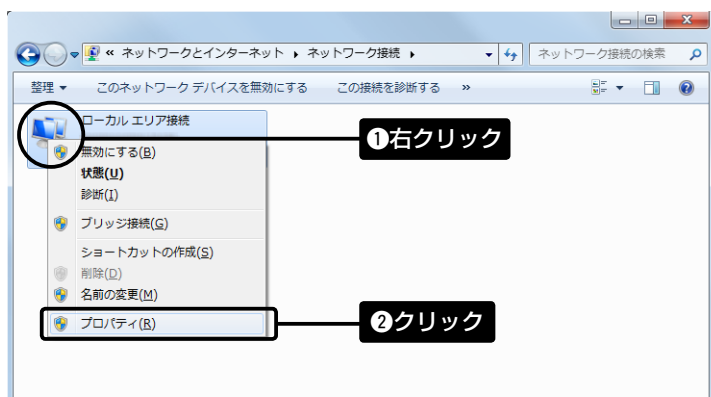 « ネットワークとインターネット ▸ ネットワーク接続 ▸
ネットワーク接続の検索
整理 ▼ このネットワーク デバイスを無効にする この接続を診断する »
ローカル エリア接続
❶右クリック
無効にする(B)
状態(U)
診断(I)
ブリッジ接続(G)
ショートカットの作成(S)
削除(D)
名前の変更(M)
プロパティ(R)
❷クリック